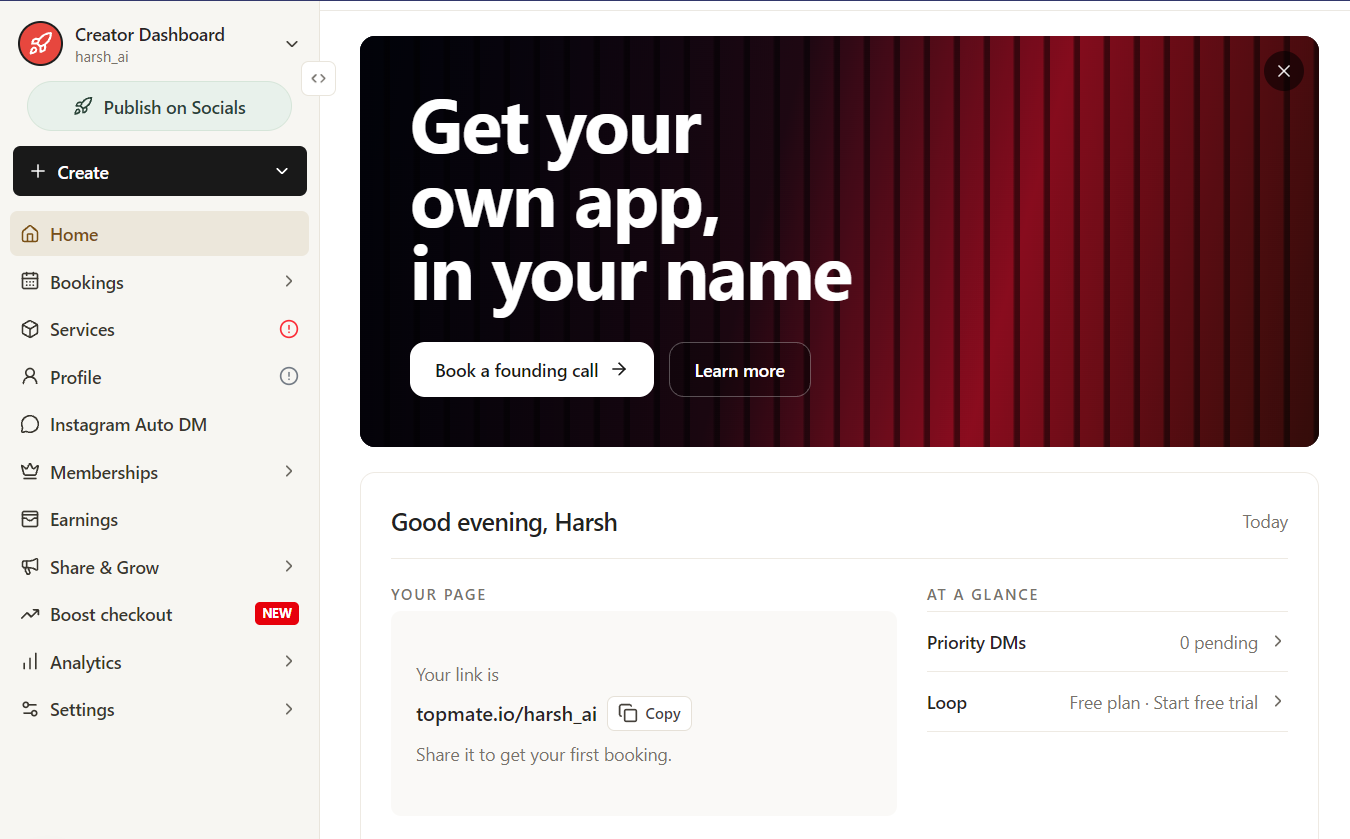 Creator Dashboard
harsh_ai
Publish on Socials
Create
Home
Bookings
Services
Profile
Instagram Auto DM
Memberships
Earnings
Share & Grow
Boost checkout NEW
Analytics
Settings
Get your
own app,
in your name
Book a founding call
Learn more
Good evening, Harsh
Today
YOUR PAGE
Your link is
topmate.io/harsh_ai Copy
Share it to get your first booking.
AT A GLANCE
Priority DMs 0 pending
Loop Free plan · Start free trial